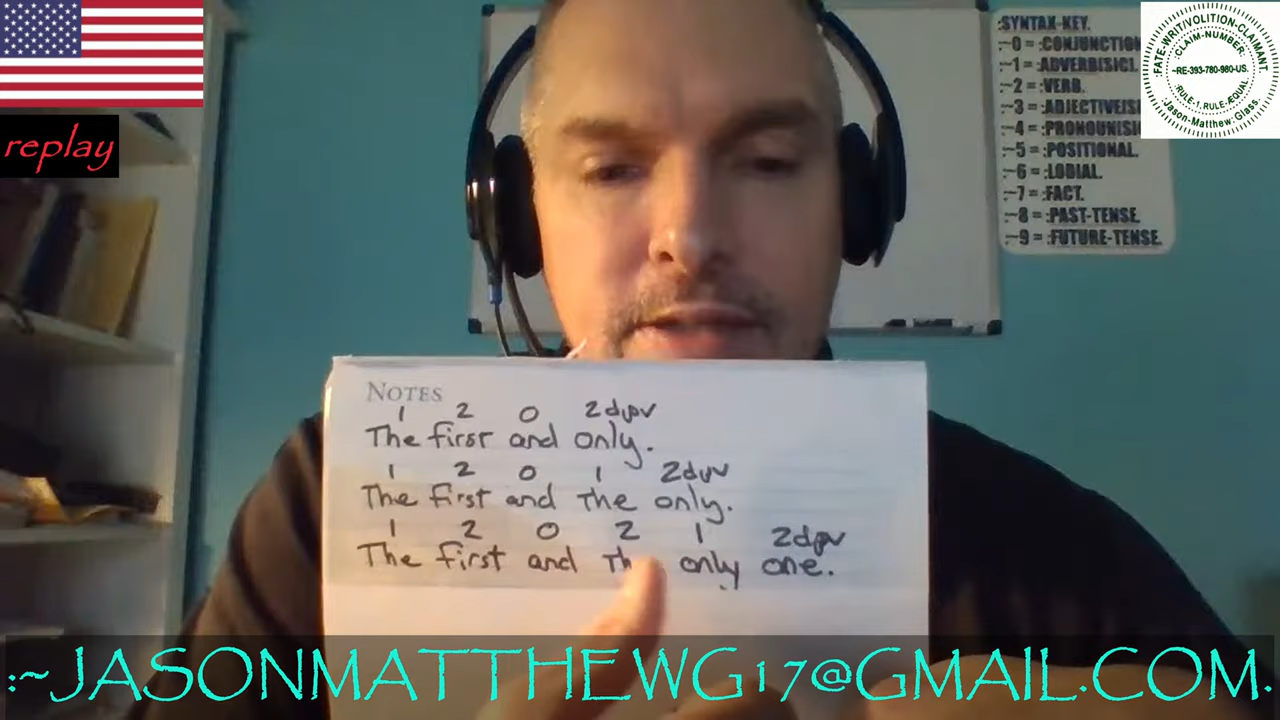 replay
:SYNTAX-KEY.
:~0 = :CONJUNCTION
:~1 = :ADVERB(S)C1.
:~2 = :VERB.
:~3 = :ADJECTIVE(S
:~4 = :PRONOUN(S)C
:~5 = :POSITIONAL.
:~6 = :LODIAL.
:~7 = :FACT.
:~8 = :PAST-TENSE.
:~9 = :FUTURE-TENSE.
:FATE-WRIT/VOLITION-CLAIMANT.
CLAIM-NUMBER:
~RE-393-780-980-US.
RULE-1, RULE-EQUAL
:Jason-Matthew: Glass.
NOTES
1 2 0 2dpv
The first and only.
1 2 0 1 2dpv
The first and the only.
1 2 0 2 1 2dpv
The first and th only one.
:~JASONMATTHEWG17@GMAIL.COM.